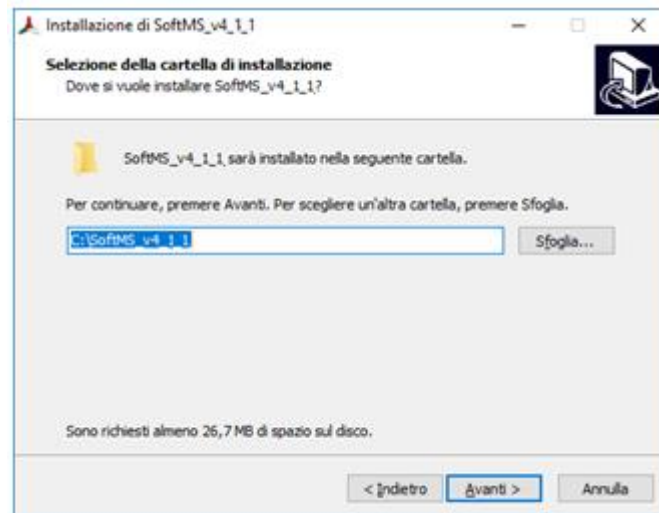 Installazione di SoftMS_v4_1_1
Selezione della cartella di installazione
Dove si vuole installare SoftMS_v4_1_1?
SoftMS_v4_1_1 sarà installato nella seguente cartella.
Per continuare, premere Avanti. Per scegliere un'altra cartella, premere Sfoglia.
C:\SoftMS_v4_1_1 Sfoglia...
Sono richiesti almeno 26,7 MB di spazio sul disco.
< Indietro Avanti > Annulla